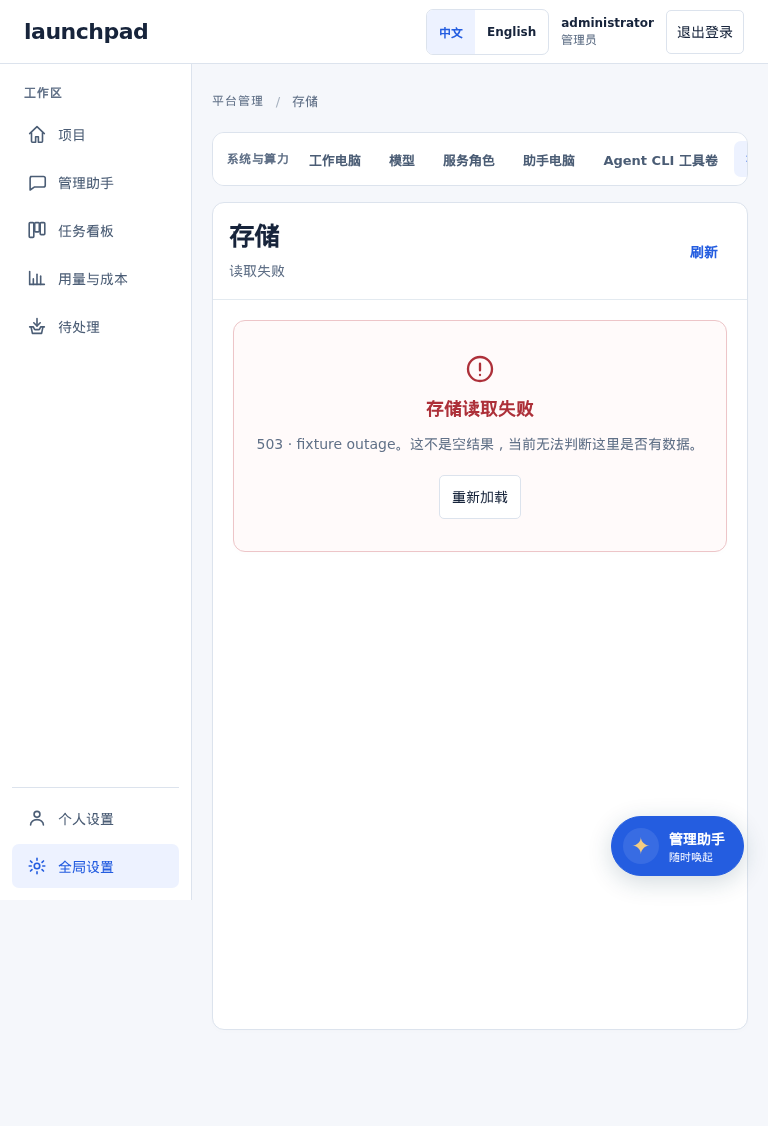 launchpad
中文 English
administrator
管理员
退出登录
工作区
项目
管理助手
任务看板
用量与成本
待处理
个人设置
全局设置
平台管理 / 存储
系统与算力 工作电脑 模型 服务角色 助手电脑 Agent CLI 工具卷
存储
读取失败
刷新
存储读取失败
503 · fixture outage。这不是空结果，当前无法判断这里是否有数据。
重新加载
管理助手
随时唤起